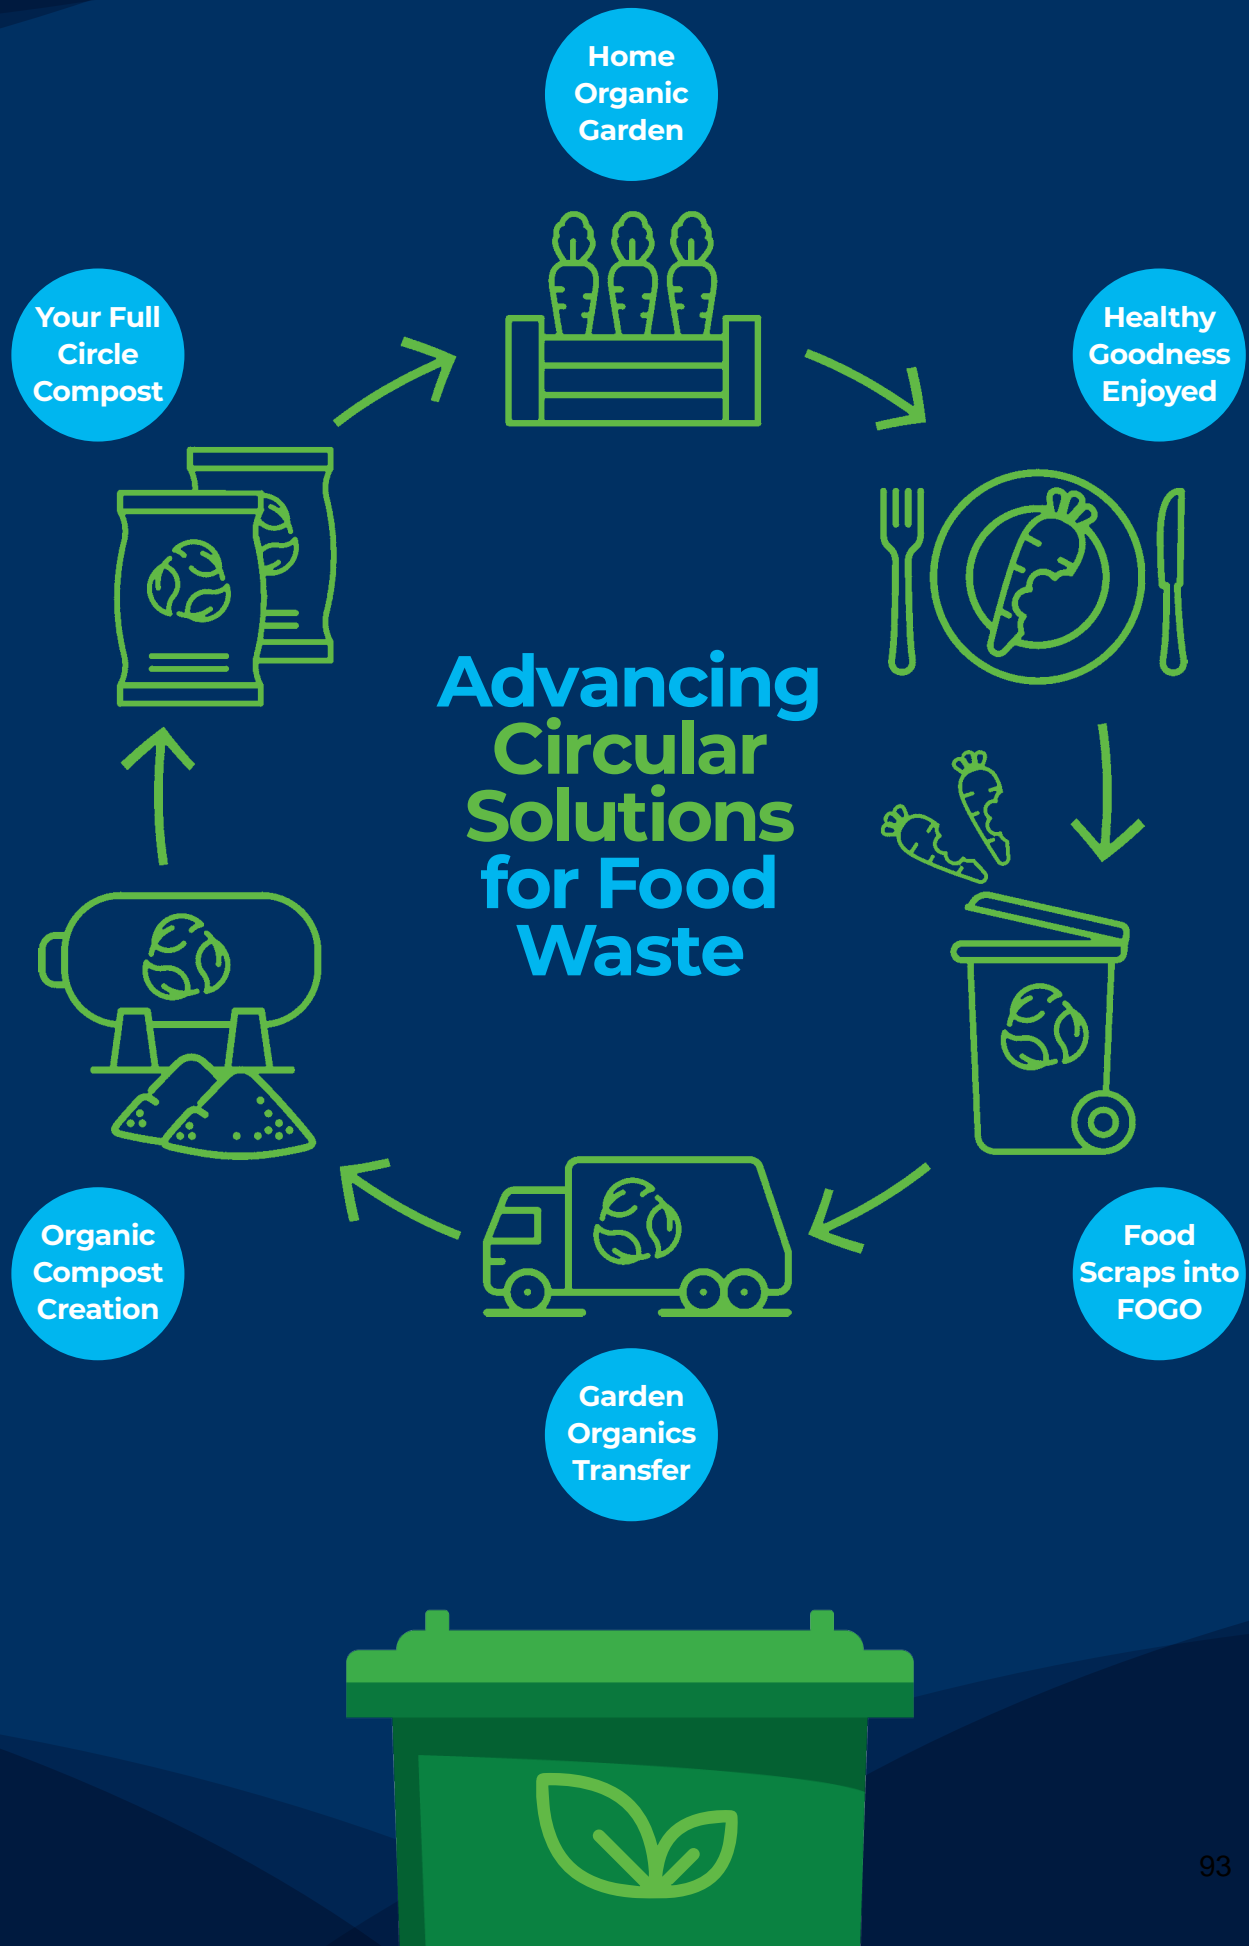 Home
Organic
Garden
Your Full
Circle
Compost
Healthy
Goodness
Enjoyed
Advancing
Circular
Solutions
for Food
Waste
Organic
Compost
Creation
Food
Scraps into
FOGO
Garden
Organics
Transfer
93